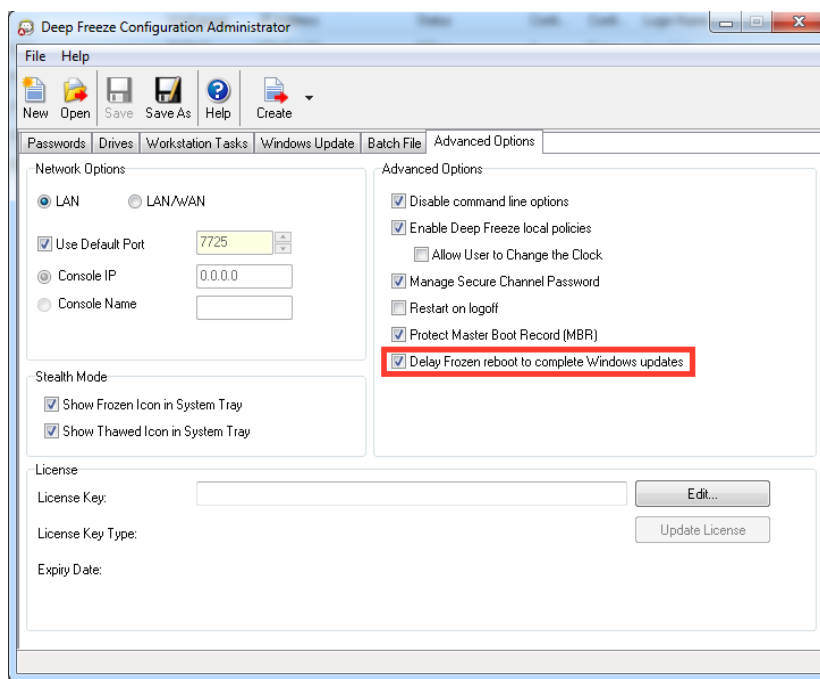 Deep Freeze Configuration Administrator
File Help
New Open Save Save As Help Create
Passwords Drives Workstation Tasks Windows Update Batch File Advanced Options
Network Options
LAN LAN/WAN
Use Default Port 7725
Console IP 0.0.0.0
Console Name
Stealth Mode
Show Frozen Icon in System Tray
Show Thawed Icon in System Tray
Advanced Options
Disable command line options
Enable Deep Freeze local policies
Allow User to Change the Clock
Manage Secure Channel Password
Restart on logoff
Protect Master Boot Record (MBR)
Delay Frozen reboot to complete Windows updates
License
License Key: Edit...
License Key Type: Update License
Expiry Date: